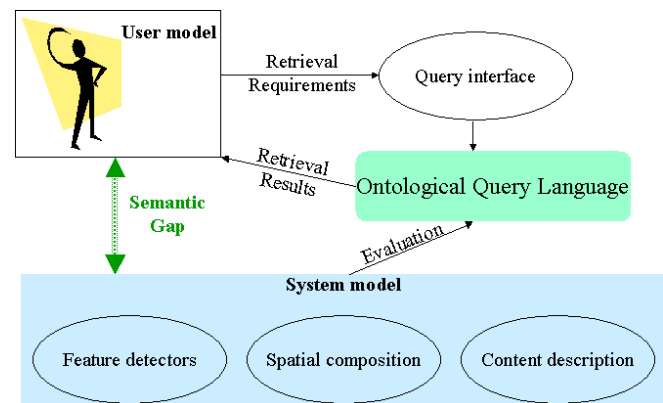 User model
Retrieval
Requirements
Query interface
Retrieval
Results
Ontological Query Language
Semantic
Gap
Evaluation
System model
Feature detectors
Spatial composition
Content description